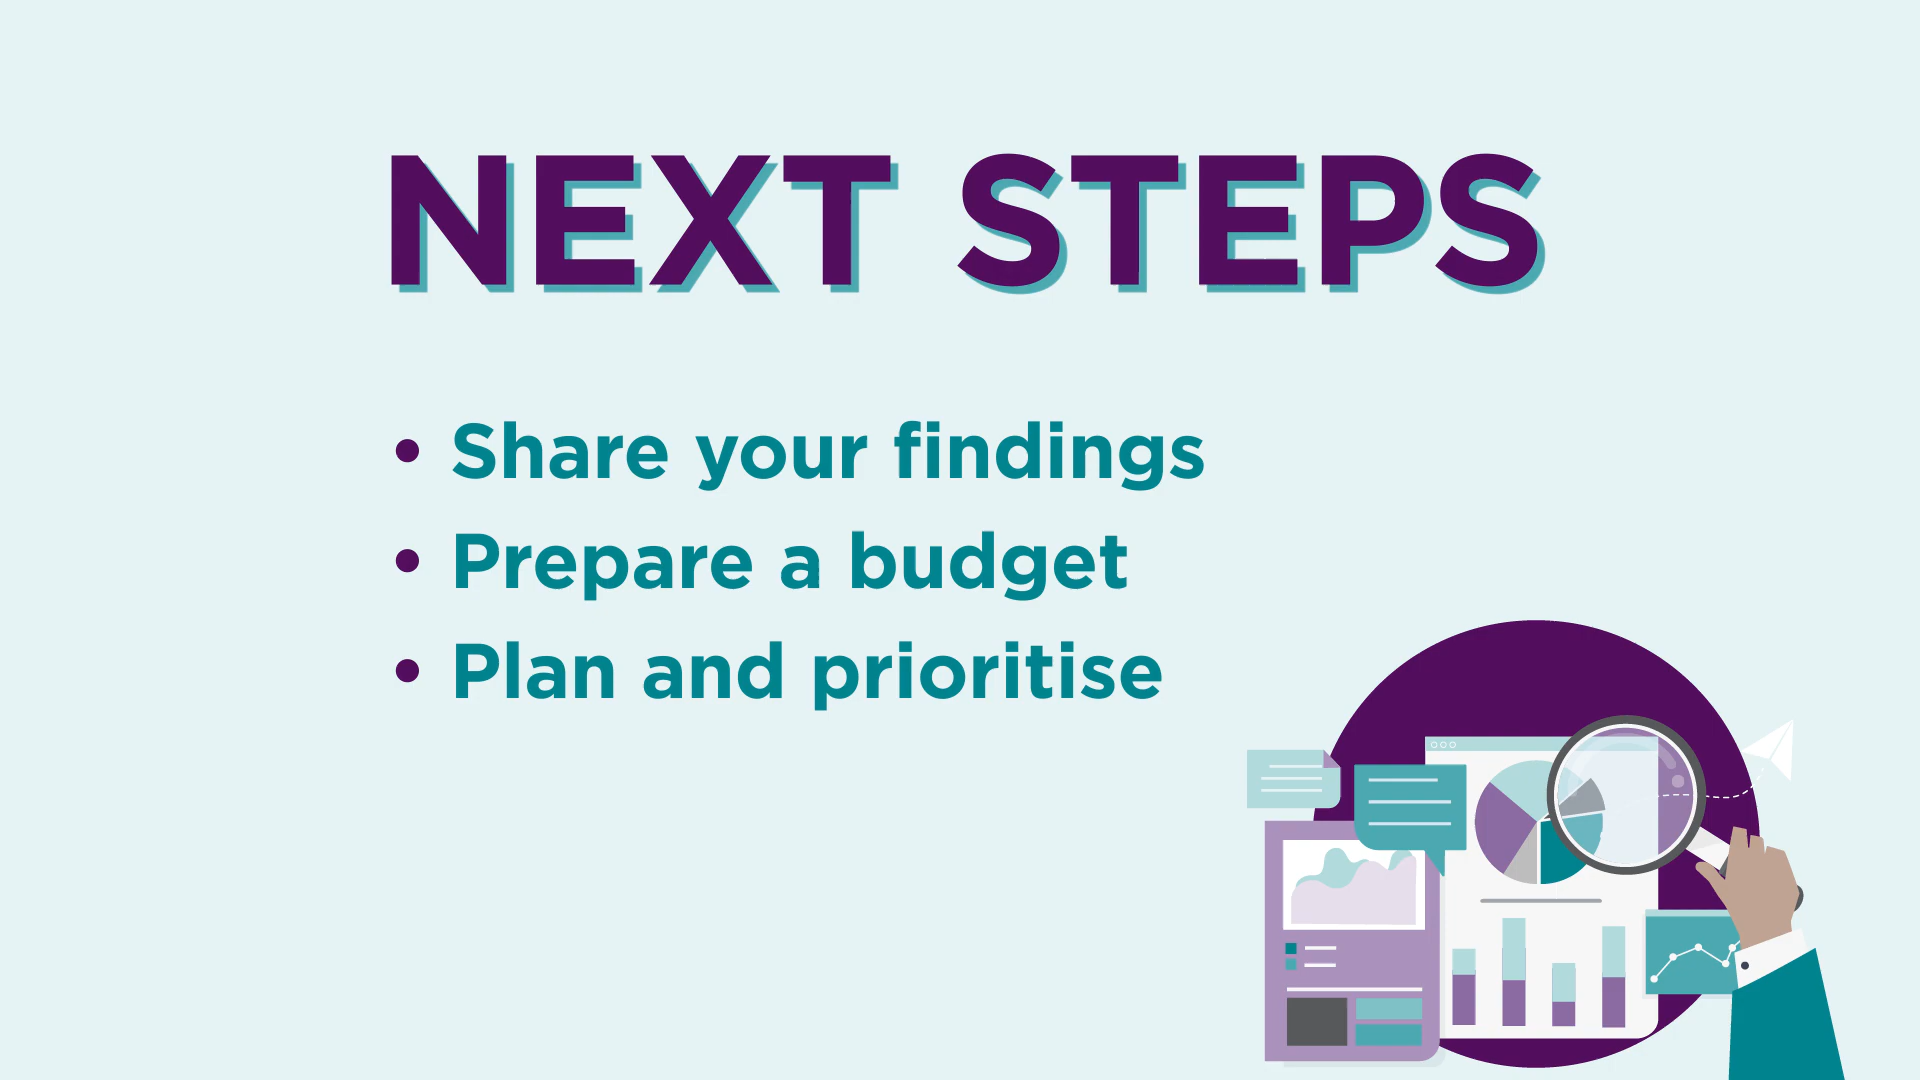 NEXT STEPS
• Share your findings
• Prepare a budget
• Plan and prioritise